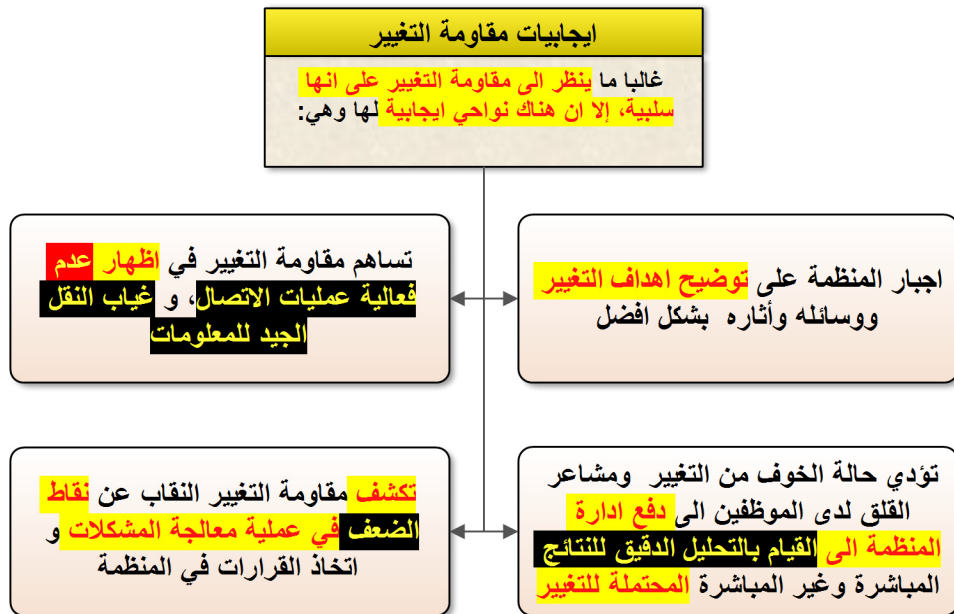 ايجابيات مقاومة التغيير
غالبا ما ينظر الى مقاومة التغيير على انها
سلبية، إلا ان هناك نواحي ايجابية لها وهي:
اجبار المنظمة على توضيح اهداف التغيير
ووسائله وأثاره بشكل افضل
تساهم مقاومة التغيير في اظهار عدم
فعالية عمليات الاتصال، و غياب النقل
الجيد للمعلومات
تؤدي حالة الخوف من التغيير ومشاعر
القلق لدى الموظفين الى دفع ادارة
المنظمة الى القيام بالتحليل الدقيق للنتائج
المباشرة وغير المباشرة المحتملة للتغيير
تكشف مقاومة التغيير النقاب عن نقاط
الضعف في عملية معالجة المشكلات و
اتخاذ القرارات في المنظمة